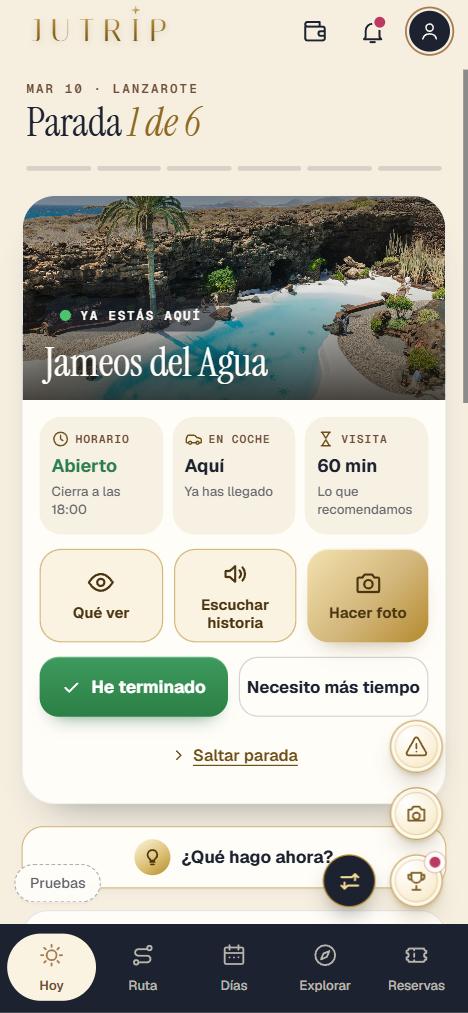 JUTRIP
MAR 10 · LANZAROTE
Parada 1 de 6
YA ESTÁS AQUÍ
Jameos del Agua
HORARIO
Abierto
Cierra a las
18:00
EN COCHE
Aquí
Ya has llegado
VISITA
60 min
Lo que
recomendamos
Qué ver
Escuchar
historia
Hacer foto
He terminado
Necesito más tiempo
Saltar parada
¿Qué hago ahora?
Pruebas
Hoy
Ruta
Días
Explorar
Reservas